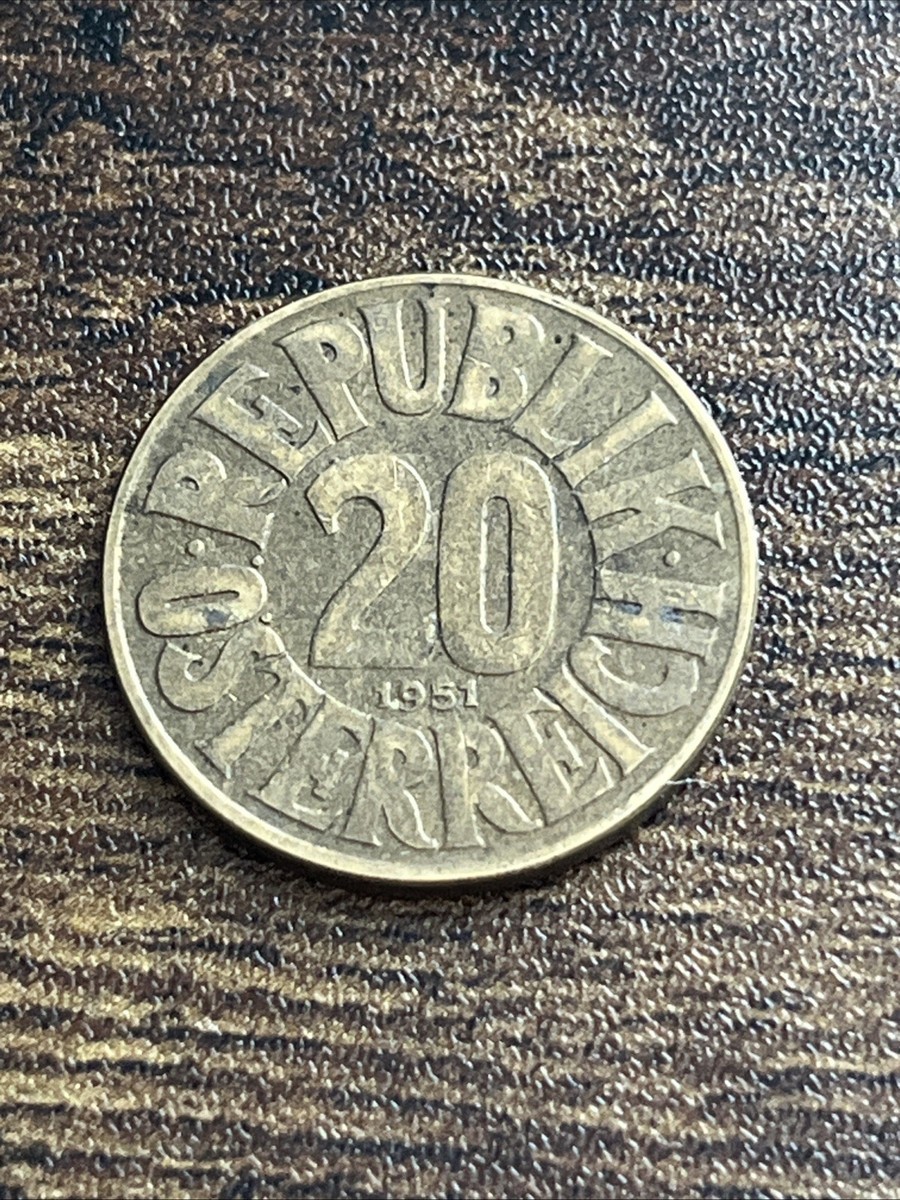 REPUBLIK
20
1951
ÖSTERREICH